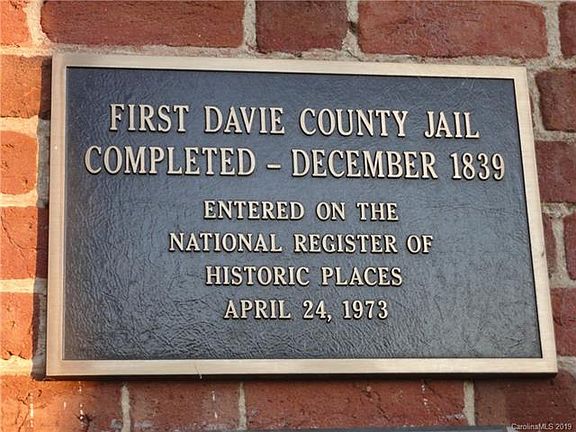 FIRST DAVIE COUNTY JAIL
COMPLETED – DECEMBER 1839
ENTERED ON THE
NATIONAL REGISTER OF
HISTORIC PLACES
APRIL 24, 1973
CarolinaMLS 2019